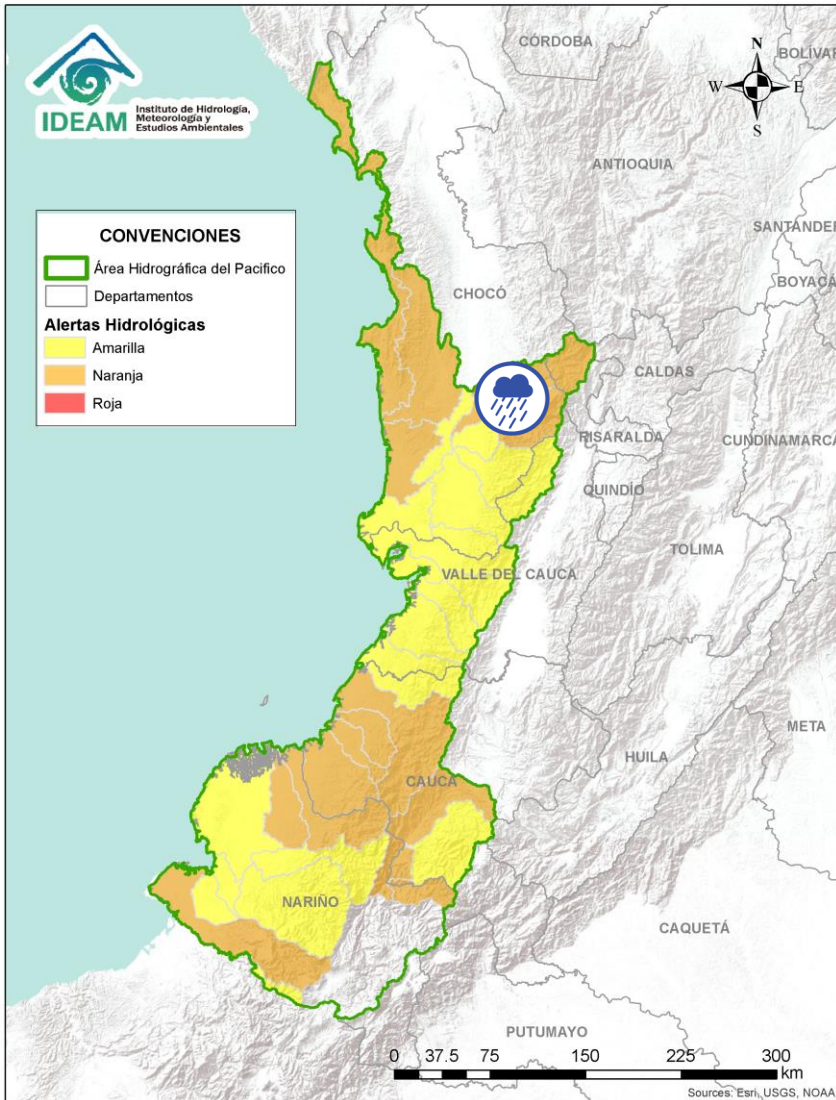 IDEAM
Instituto de Hidrología,
Meteorología y
Estudios Ambientales
CONVENCIONES
Área Hidrográfica del Pacifico
Departamentos
Alertas Hidrológicas
Amarilla
Naranja
Roja
N
W
E
S
CÓRDOBA
BOLÍVAR
ANTIOQUIA
SANTANDER
BOYACÁ
CHOCÓ
CALDAS
RISARALDA
CUNDINAMARCA
QUINDÍO
TOLIMA
VALLE DEL CAUCA
META
HUILA
CAUCA
NARIÑO
CAQUETÁ
PUTUMAYO
0 37.5 75 150 225 300
km
Sources: Esri, USGS, NOAA